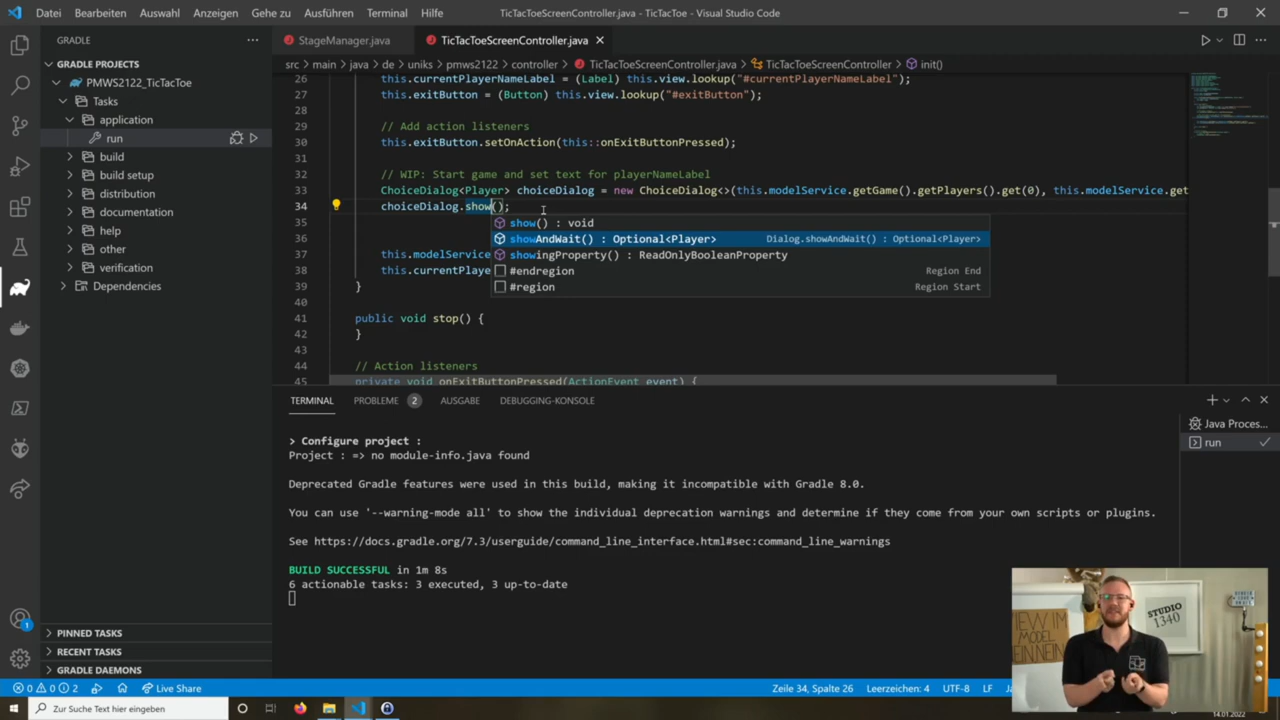 Datei Bearbeiten Auswahl Anzeigen Gehe zu Ausführen Terminal Hilfe TicTacToeScreenController.java - TicTacToe - Visual Studio Code
GRADLE
StageManager.java TicTacToeScreenController.java
GRADLE PROJECTS
PMWS2122_TicTacToe
Tasks
application
run
build
build setup
distribution
documentation
help
other
verification
Dependencies
PINNED TASKS
RECENT TASKS
GRADLE DAEMONS
src > main > java > de > uniks > pmws2122 > controller > TicTacToeScreenController.java > TicTacToeScreenController > init()
26 this.currentPlayerNameLabel = (Label) this.view.lookup("#currentPlayerNameLabel");
27 this.exitButton = (Button) this.view.lookup("#exitButton");
28
29 // Add action listeners
30 this.exitButton.setOnAction(this::onExitButtonPressed);
31
32 // WIP: Start game and set text for playerNameLabel
33 ChoiceDialog<Player> choiceDialog = new ChoiceDialog<>(this.modelService.getGame().getPlayers().get(0), this.modelService.get
34 choiceDialog.show();
35 show() : void
36 showAndWait() : Optional<Player> Dialog.showAndWait() : Optional<Player>
37 this.modelService showingProperty() : ReadOnlyBooleanProperty
38 this.currentPlaye #endregion Region End
39 } #region Region Start
40
41 public void stop() {
42 }
43
44 // Action listeners
45 private void onExitButtonPressed(ActionEvent event) {
TERMINAL PROBLEME 2 AUSGABE DEBUGGING-KONSOLE
Java Proces...
run
> Configure project :
Project : => no module-info.java found
Deprecated Gradle features were used in this build, making it incompatible with Gradle 8.0.
You can use '--warning-mode all' to show the individual deprecation warnings and determine if they come from your own scripts or plugins.
See https://docs.gradle.org/7.3/userguide/command_line_interface.html#sec:command_line_warnings
BUILD SUCCESSFUL in 1m 8s
6 actionable tasks: 3 executed, 3 up-to-date
VIEW IM
MODEL
NEIN NEIN
STUDIO
1340
1
0 0 2 Live Share Zeile 34, Spalte 26 Leerzeichen: 4 UTF-8 LF
Zur Suche Text hier eingeben
14.01.2022